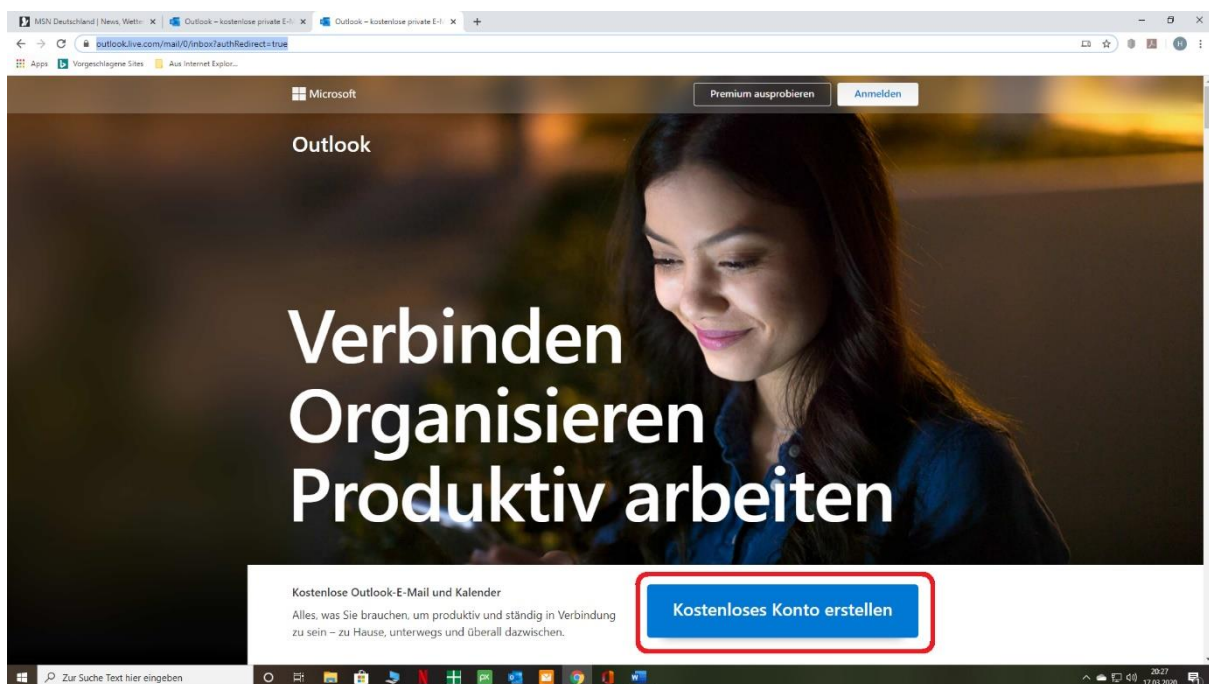 MSN Deutschland | News, Wette
Outlook – kostenlose private E-
Outlook – kostenlose private E-
outlook.live.com/mail/0/inbox?authRedirect=true
H
Apps
Vorgeschlagene Sites
Aus Internet Explor...
Microsoft
Premium ausprobieren
Anmelden
Outlook
Verbinden
Organisieren
Produktiv arbeiten
Kostenlose Outlook-E-Mail und Kalender
Alles, was Sie brauchen, um produktiv und ständig in Verbindung
zu sein – zu Hause, unterwegs und überall dazwischen.
Kostenloses Konto erstellen
Zur Suche Text hier eingeben
20:27
17.03.2020